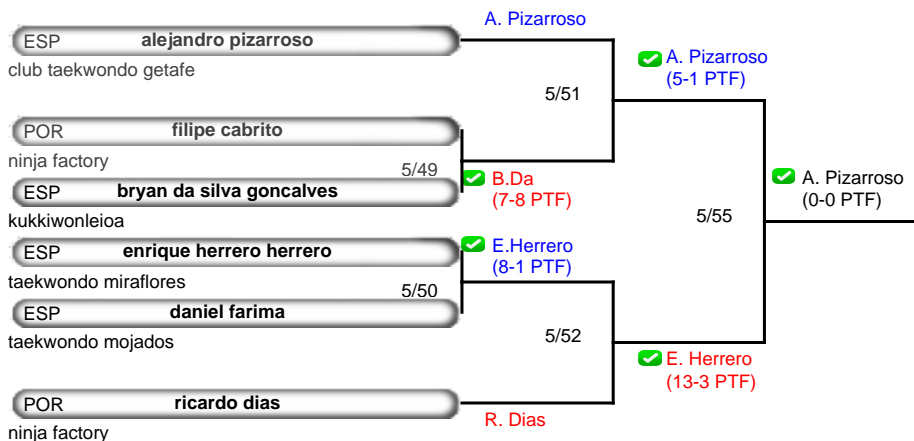 A. Pizarroso
ESP alejandro pizarroso
club taekwondo getafe
A. Pizarroso
(5-1 PTF)
5/51
POR filipe cabrito
ninja factory
5/49
B.Da
(7-8 PTF)
ESP bryan da silva goncalves
kukkiwonleioa
A. Pizarroso
(0-0 PTF)
5/55
ESP enrique herrero herrero
taekwondo miraflores
E.Herrero
(8-1 PTF)
5/50
ESP daniel farima
taekwondo mojados
5/52
E. Herrero
(13-3 PTF)
POR ricardo dias
ninja factory
R. Dias